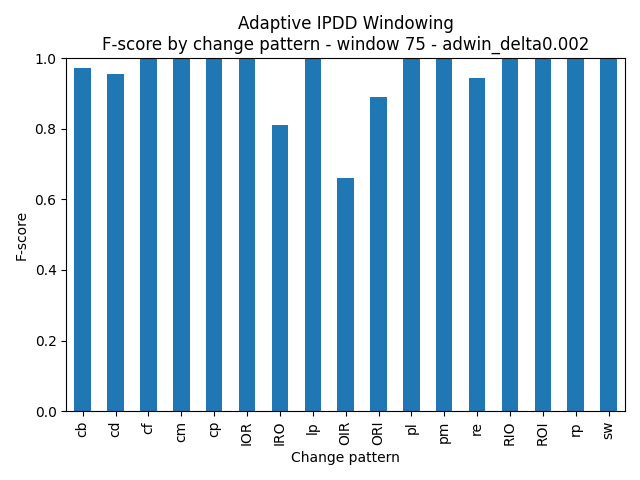 Adaptive IPDD Windowing
F-score by change pattern - window 75 - adwin_delta0.002
F-score
1.0
0.8
0.6
0.4
0.2
0.0
cb
cd
cf
cm
cp
IOR
IRO
lp
OIR
ORI
pl
pm
re
RIO
ROI
rp
sw
Change pattern